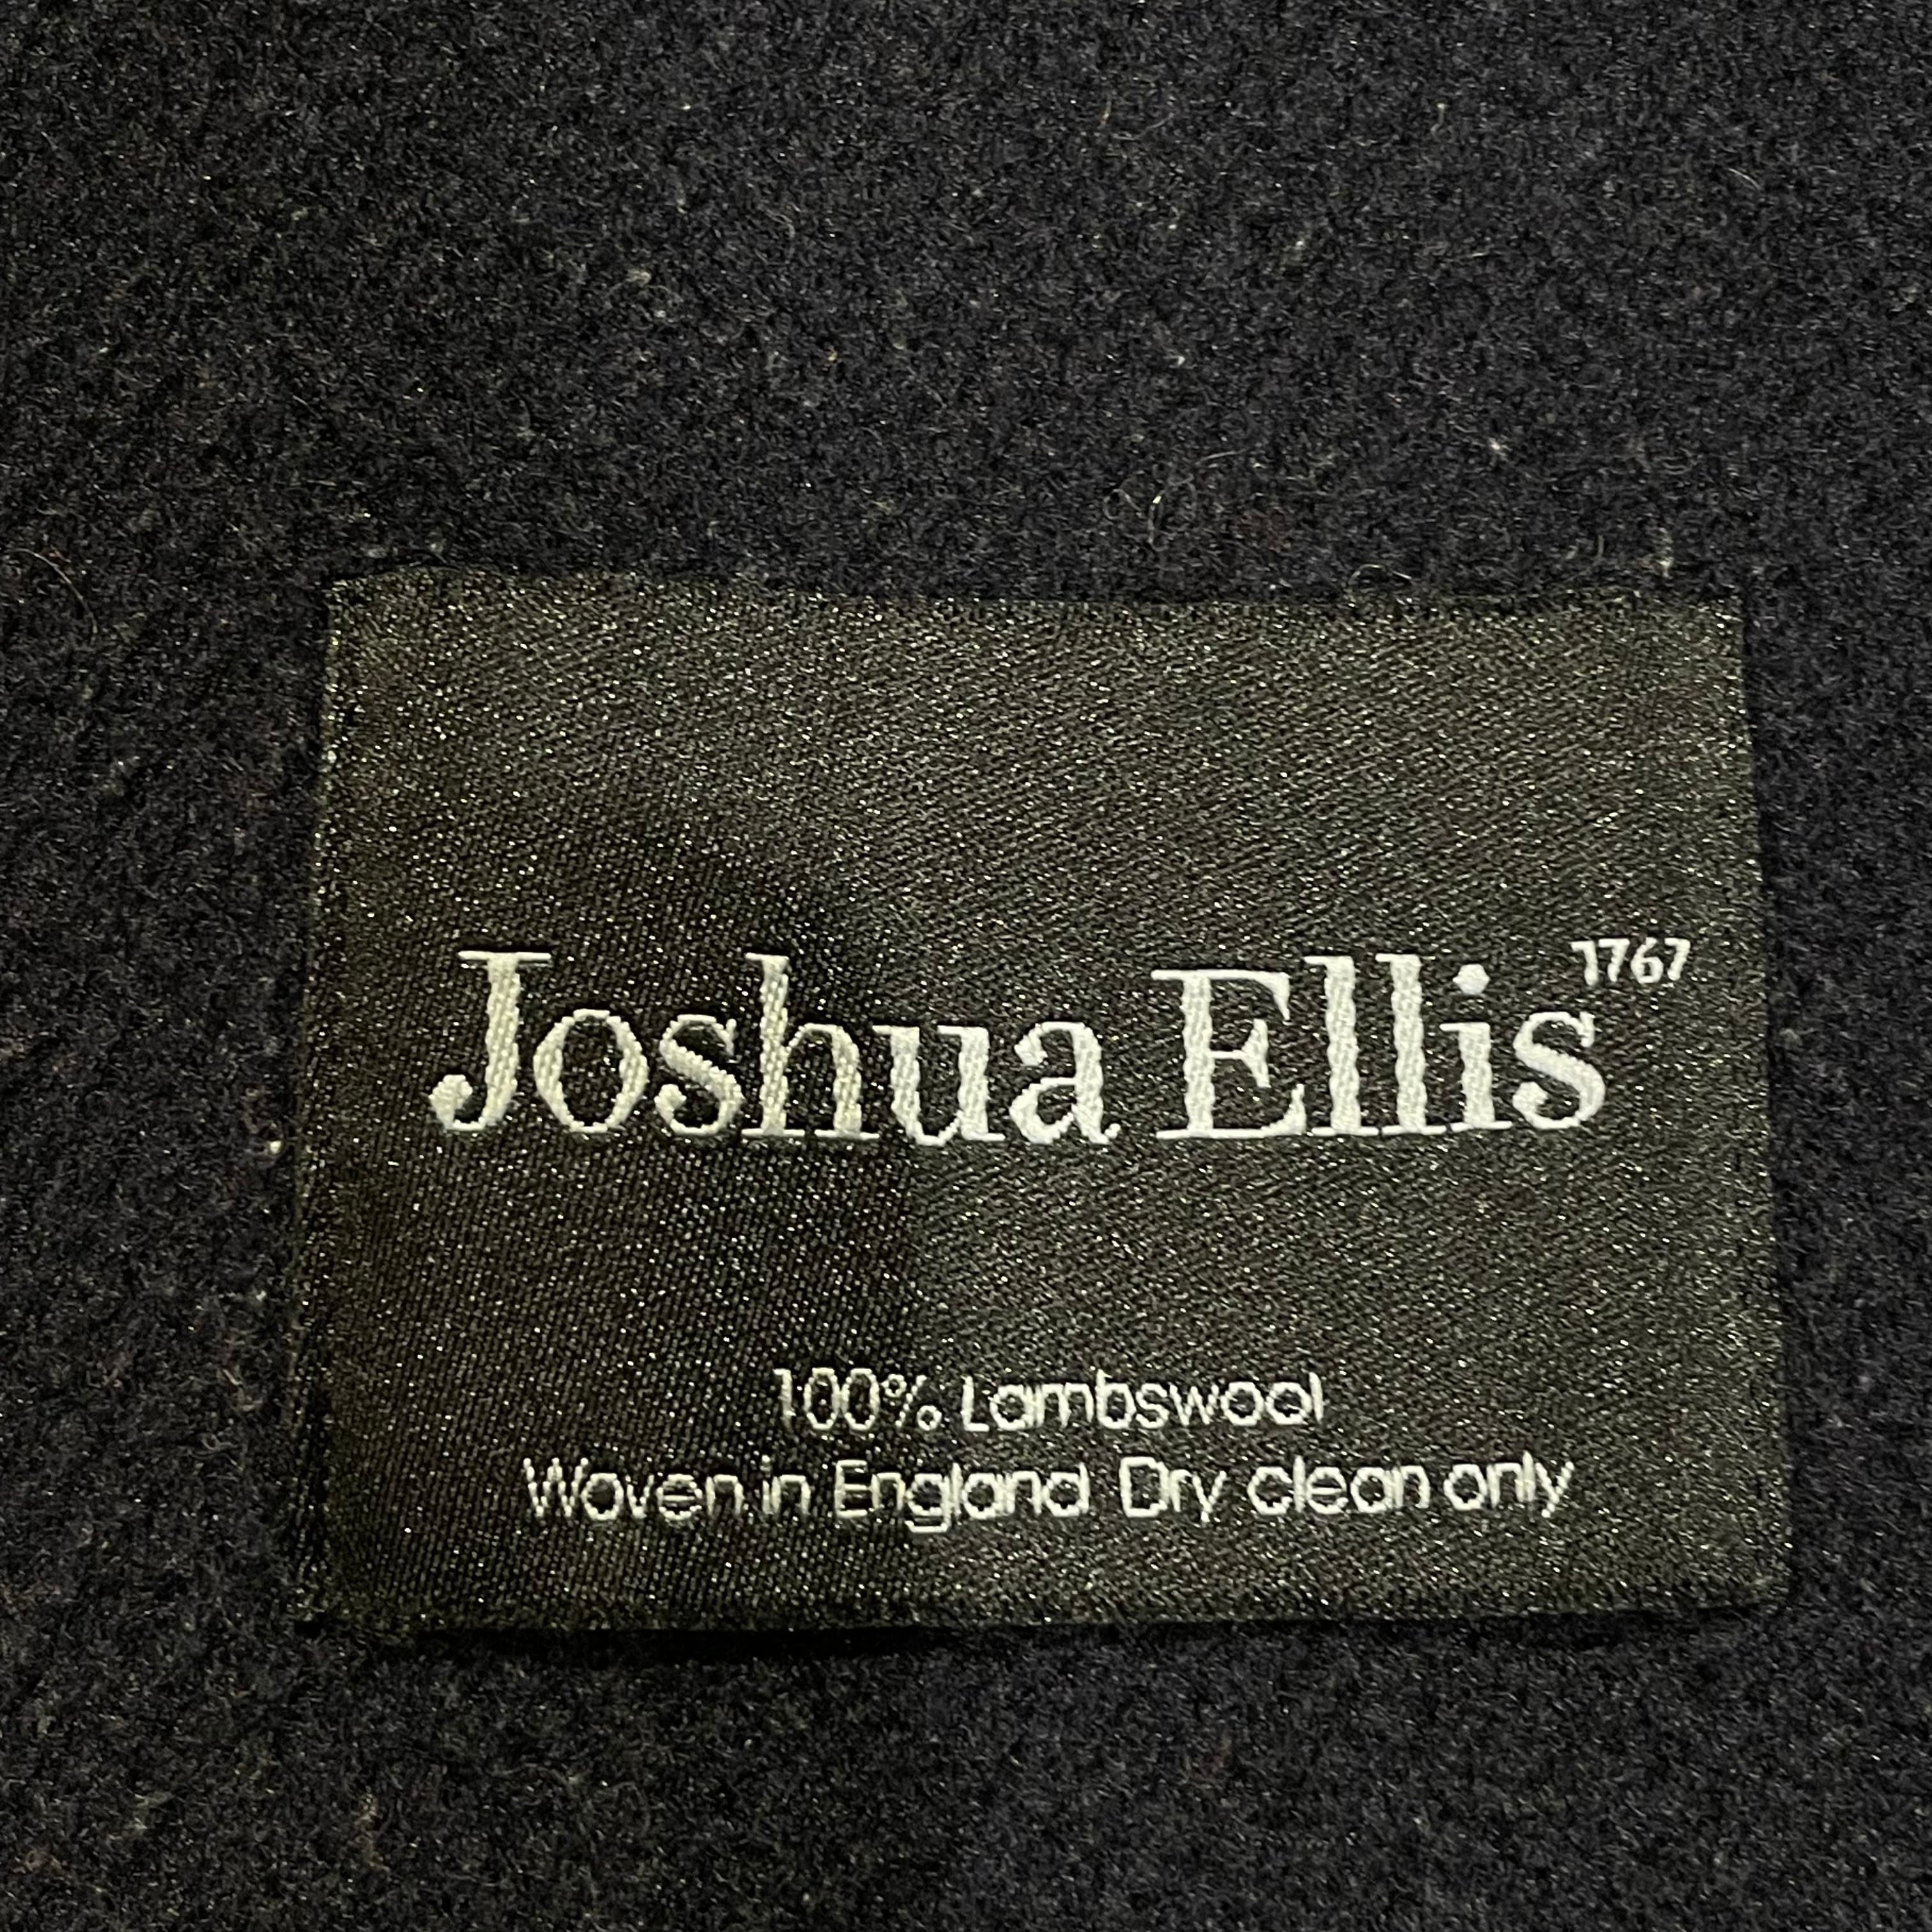 Joshua Ellis 1767
100% Lambswool
Woven in England Dry clean only